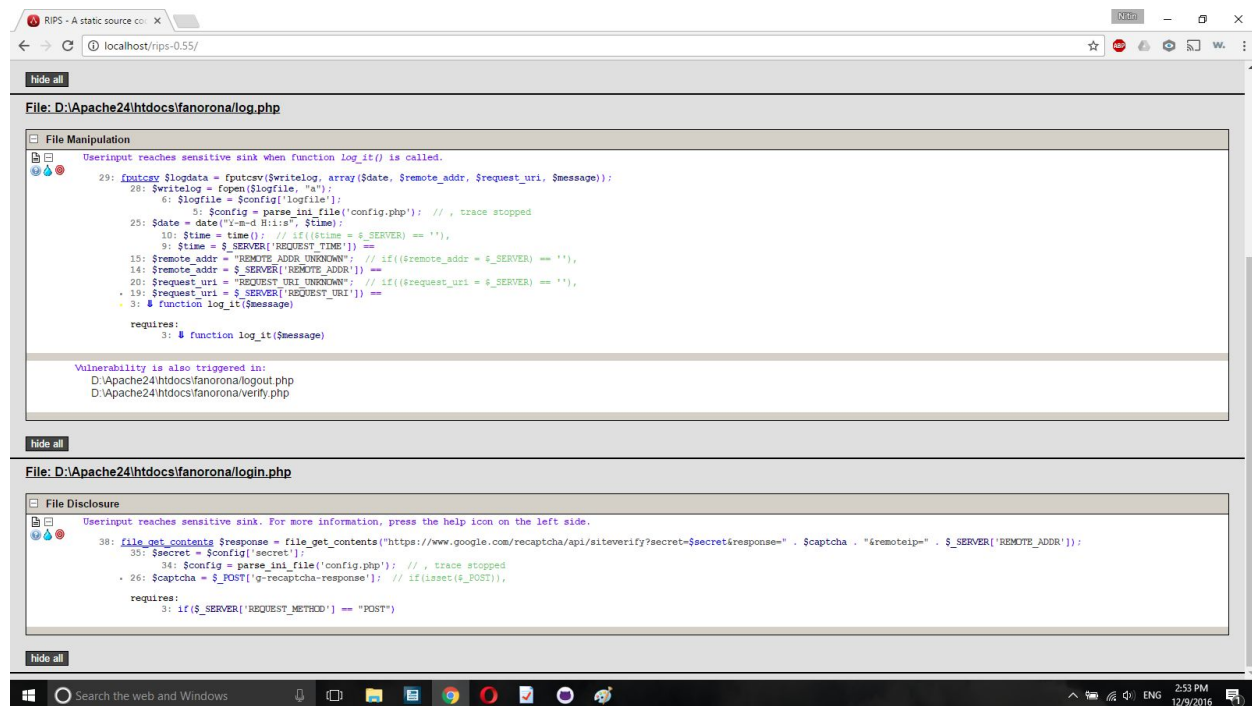 RIPS - A static source co
Nitin
localhost/rips-0.55/
ABP
w.
hide all
File: D:\Apache24\htdocs\fanorona/log.php
File Manipulation
Userinput reaches sensitive sink when function log_it() is called.
29: fputcsv $logdata = fputcsv($writelog, array($date, $remote_addr, $request_uri, $message));
28: $writelog = fopen($logfile, "a");
6: $logfile = $config['logfile'];
5: $config = parse_ini_file('config.php'); // , trace stopped
25: $date = date("Y-m-d H:i:s", $time);
10: $time = time(); // if(($time = $_SERVER) == ''),
9: $time = $_SERVER['REQUEST_TIME']) ==
15: $remote_addr = "REMOTE_ADDR_UNKNOWN"; // if(($remote_addr = $_SERVER) == ''),
14: $remote_addr = $_SERVER['REMOTE_ADDR']) ==
20: $request_uri = "REQUEST_URI_UNKNOWN"; // if(($request_uri = $_SERVER) == ''),
19: $request_uri = $_SERVER['REQUEST_URI']) ==
3: ⇓ function log_it($message)
requires:
3: ⇓ function log_it($message)
Vulnerability is also triggered in:
D:\Apache24\htdocs\fanorona/logout.php
D:\Apache24\htdocs\fanorona/verify.php
hide all
File: D:\Apache24\htdocs\fanorona/login.php
File Disclosure
Userinput reaches sensitive sink. For more information, press the help icon on the left side.
38: file_get_contents $response = file_get_contents("https://www.google.com/recaptcha/api/siteverify?secret=$secret&response=" . $captcha . "&remoteip=" . $_SERVER['REMOTE_ADDR']);
35: $secret = $config['secret'];
34: $config = parse_ini_file('config.php'); // , trace stopped
26: $captcha = $_POST['g-recaptcha-response']; // if(isset($_POST)),
requires:
3: if($_SERVER['REQUEST_METHOD'] == "POST")
hide all
Search the web and Windows
ENG
2:53 PM
12/9/2016